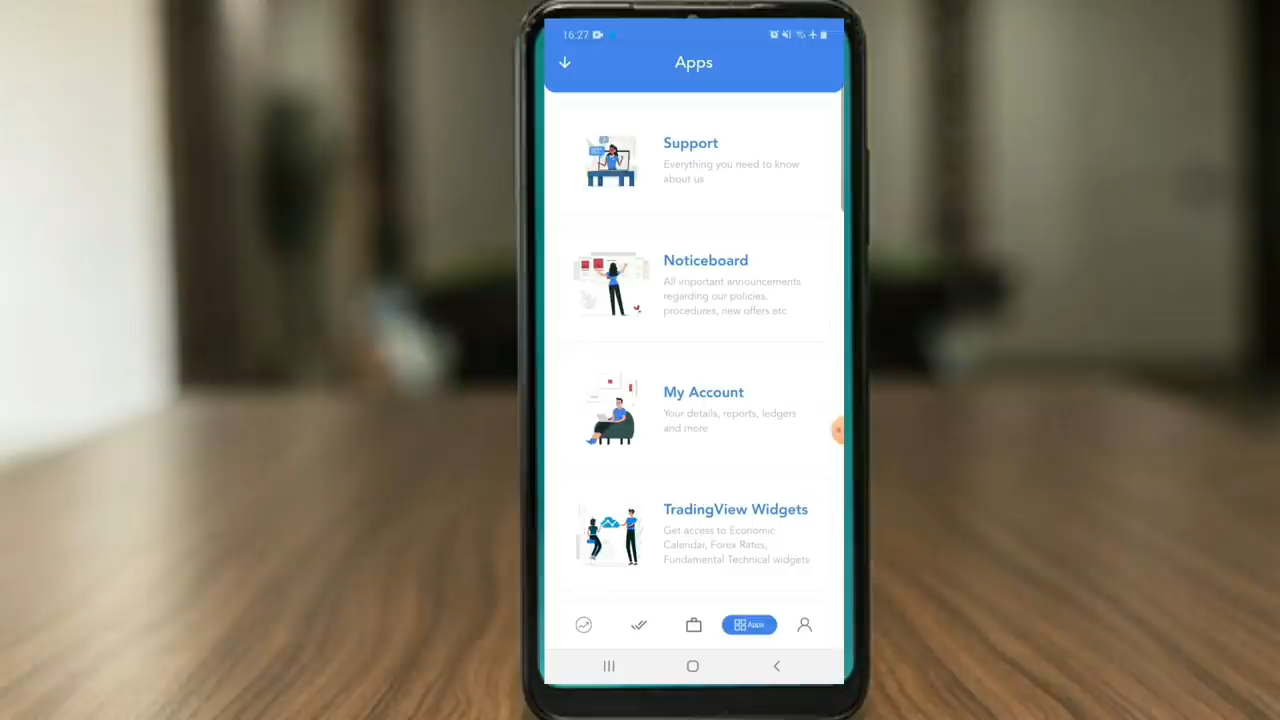 16:27
Apps
Support
Everything you need to know
about us
Noticeboard
All important announcements
regarding our policies,
procedures, new offers etc
My Account
Your details, reports, ledgers
and more
TradingView Widgets
Get access to Economic
Calendar, Forex Rates,
Fundamental Technical widgets
Apps